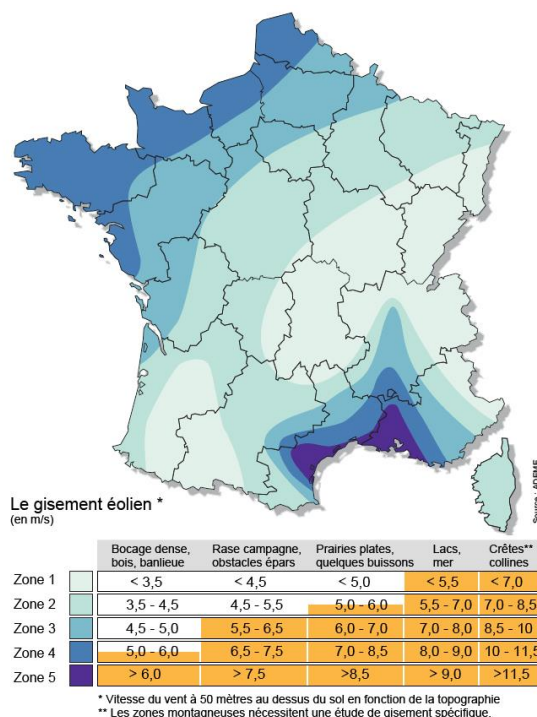 Source : ADEME
Le gisement éolien *
(en m/s)
Bocage dense, bois, banlieue Rase campagne, obstacles épars Prairies plates, quelques buissons Lacs, mer Crêtes** collines
Zone 1 < 3,5 < 4,5 < 5,0 < 5,5 < 7,0
Zone 2 3,5 - 4,5 4,5 - 5,5 5,0 - 6,0 5,5 - 7,0 7,0 - 8,5
Zone 3 4,5 - 5,0 5,5 - 6,5 6,0 - 7,0 7,0 - 8,0 8,5 - 10
Zone 4 5,0 - 6,0 6,5 - 7,5 7,0 - 8,5 8,0 - 9,0 10 - 11,5
Zone 5 > 6,0 > 7,5 >8,5 > 9,0 >11,5
* Vitesse du vent à 50 mètres au dessus du sol en fonction de la topographie
** Les zones montagneuses nécessitent une étude de gisement spécifique.